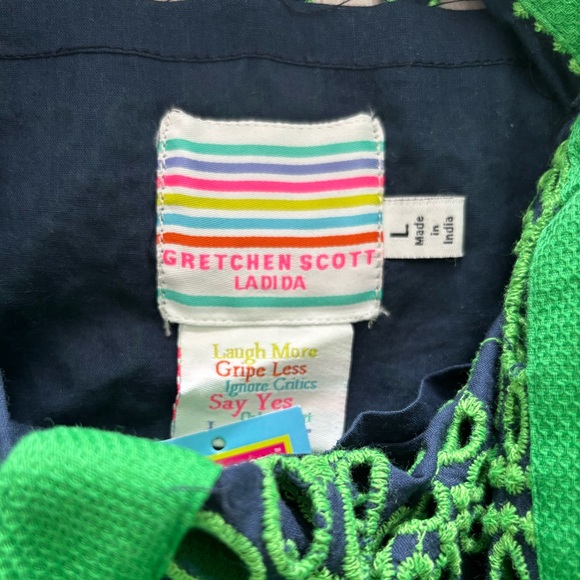 GRETCHEN SCOTT
LADIDA
L
Made
in
India
Laugh More
Gripe Less
Ignore Critics
Say Yes